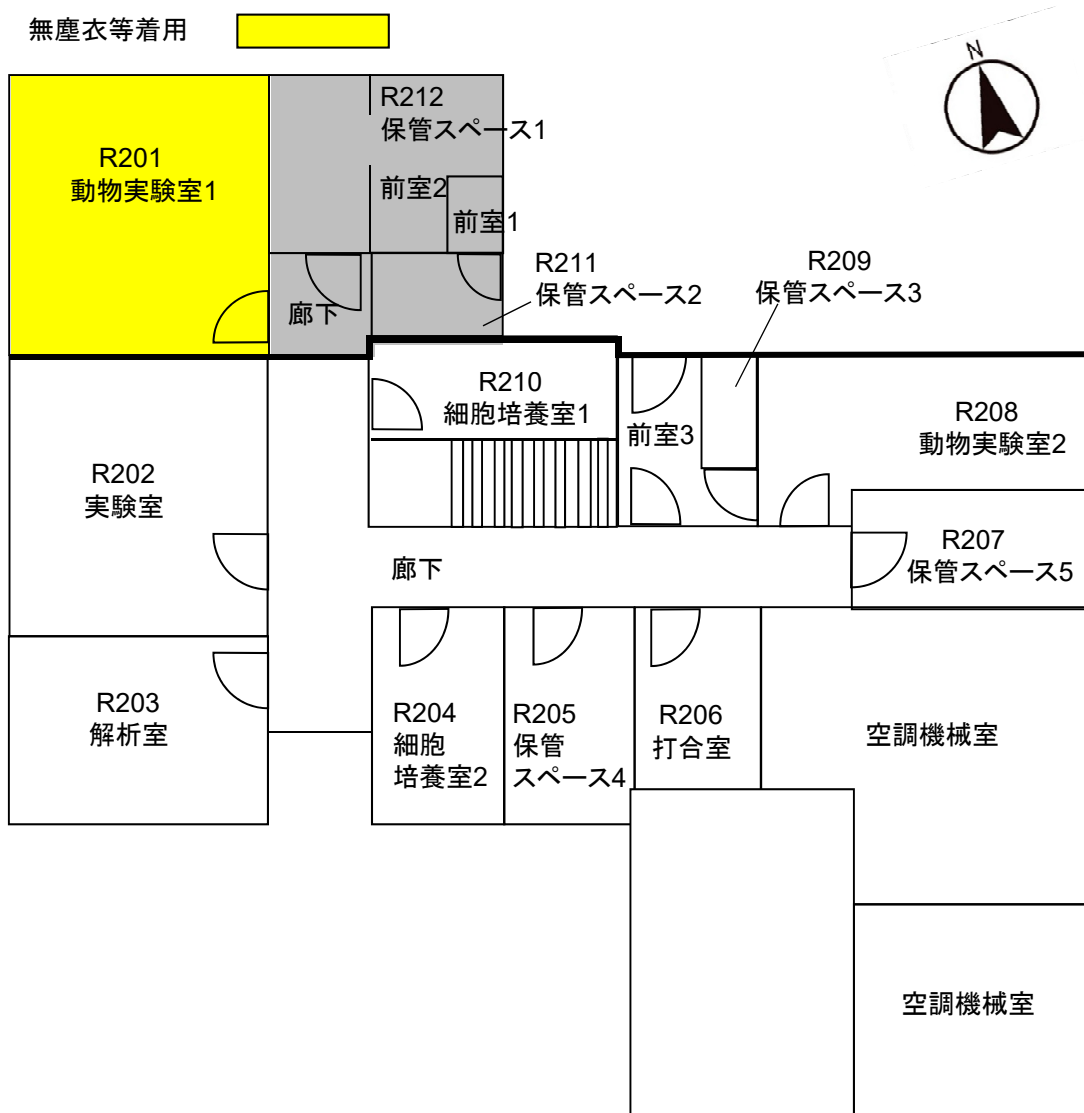 無塵衣等着用
N
R212
保管スペース1
R201
動物実験室1
前室2
前室1
R211
保管スペース2
R209
保管スペース3
廊下
R210
細胞培養室1
前室3
R208
動物実験室2
R202
実験室
R207
保管スペース5
廊下
R203
解析室
R204
細胞
培養室2
R205
保管
スペース4
R206
打合室
空調機械室
空調機械室